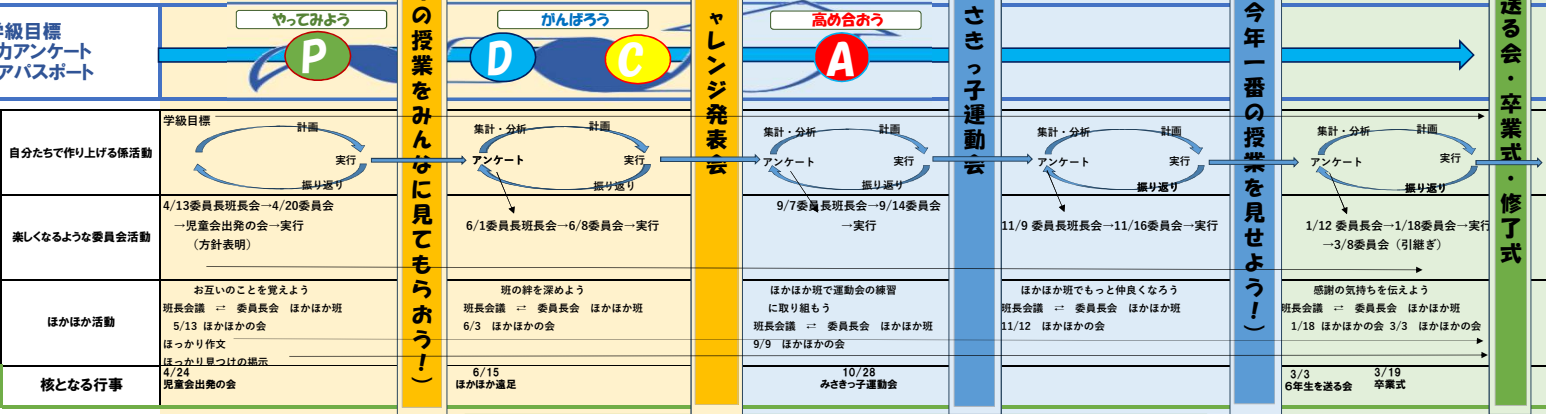 学級目標
力アンケート
アパスポート
やってみよう
P
がんばろう
D
C
高め合おう
A
の授業をみんなに見てもらおう！）
ャレンジ発表会
さきっ子運動会
今年一番の授業を見せよう！）
送る会・卒業式・修了式
自分たちで作り上げる係活動
学級目標
計画
実行
振り返り
集計・分析
計画
アンケート
実行
振り返り
集計・分析
計画
アンケート
実行
振り返り
集計・分析
計画
アンケート
実行
振り返り
集計・分析
計画
アンケート
実行
振り返り
楽しくなるような委員会活動
4/13委員長班長会→4/20委員会
→児童会出発の会→実行
（方針表明）
6/1委員長班長会→6/8委員会→実行
9/7委員長班長会→9/14委員会
→実行
11/9 委員長班長会→11/16委員会→実行
1/12 委員長会→1/18委員会→実行
→3/8委員会（引継ぎ）
ほかほか活動
お互いのことを覚えよう
班長会議　⇄　委員長会　ほかほか班
5/13 ほかほかの会
ほっかり作文
ほっかり見つけの掲示
班の絆を深めよう
班長会議　⇄　委員長会　ほかほか班
6/3　ほかほかの会
ほかほか班で運動会の練習
に取り組もう
班長会議　⇄　委員長会　ほかほか班
9/9　ほかほかの会
ほかほか班でもっと仲良くなろう
班長会議　⇄　委員長会　ほかほか班
11/12　ほかほかの会
感謝の気持ちを伝えよう
班長会議　⇄　委員長会　ほかほか班
1/18 ほかほかの会 3/3　ほかほかの会
核となる行事
4/24
児童会出発の会
6/15
ほかほか遠足
10/28
みさきっ子運動会
3/3
6年生を送る会
3/19
卒業式